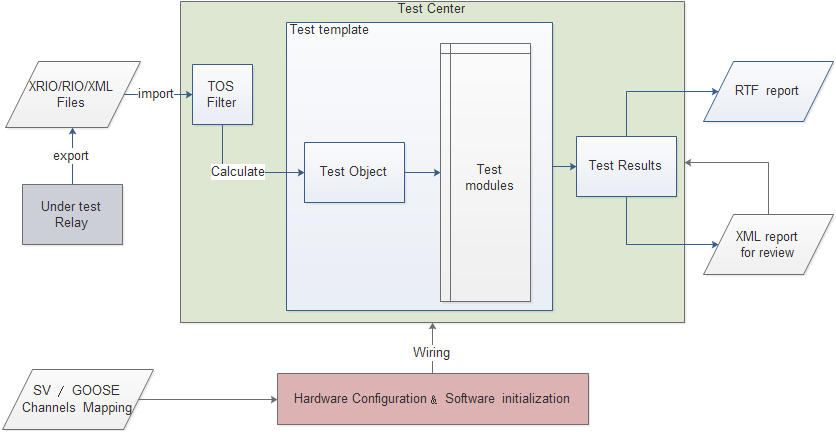 Test Center
Test template
XRIO/RIO/XML
Files
import
TOS
Filter
export
Under test
Relay
Calculate
Test Object
Test
modules
Test Results
RTF report
XML report
for review
Wiring
SV / GOOSE
Channels Mapping
Hardware Configuration & Software initialization